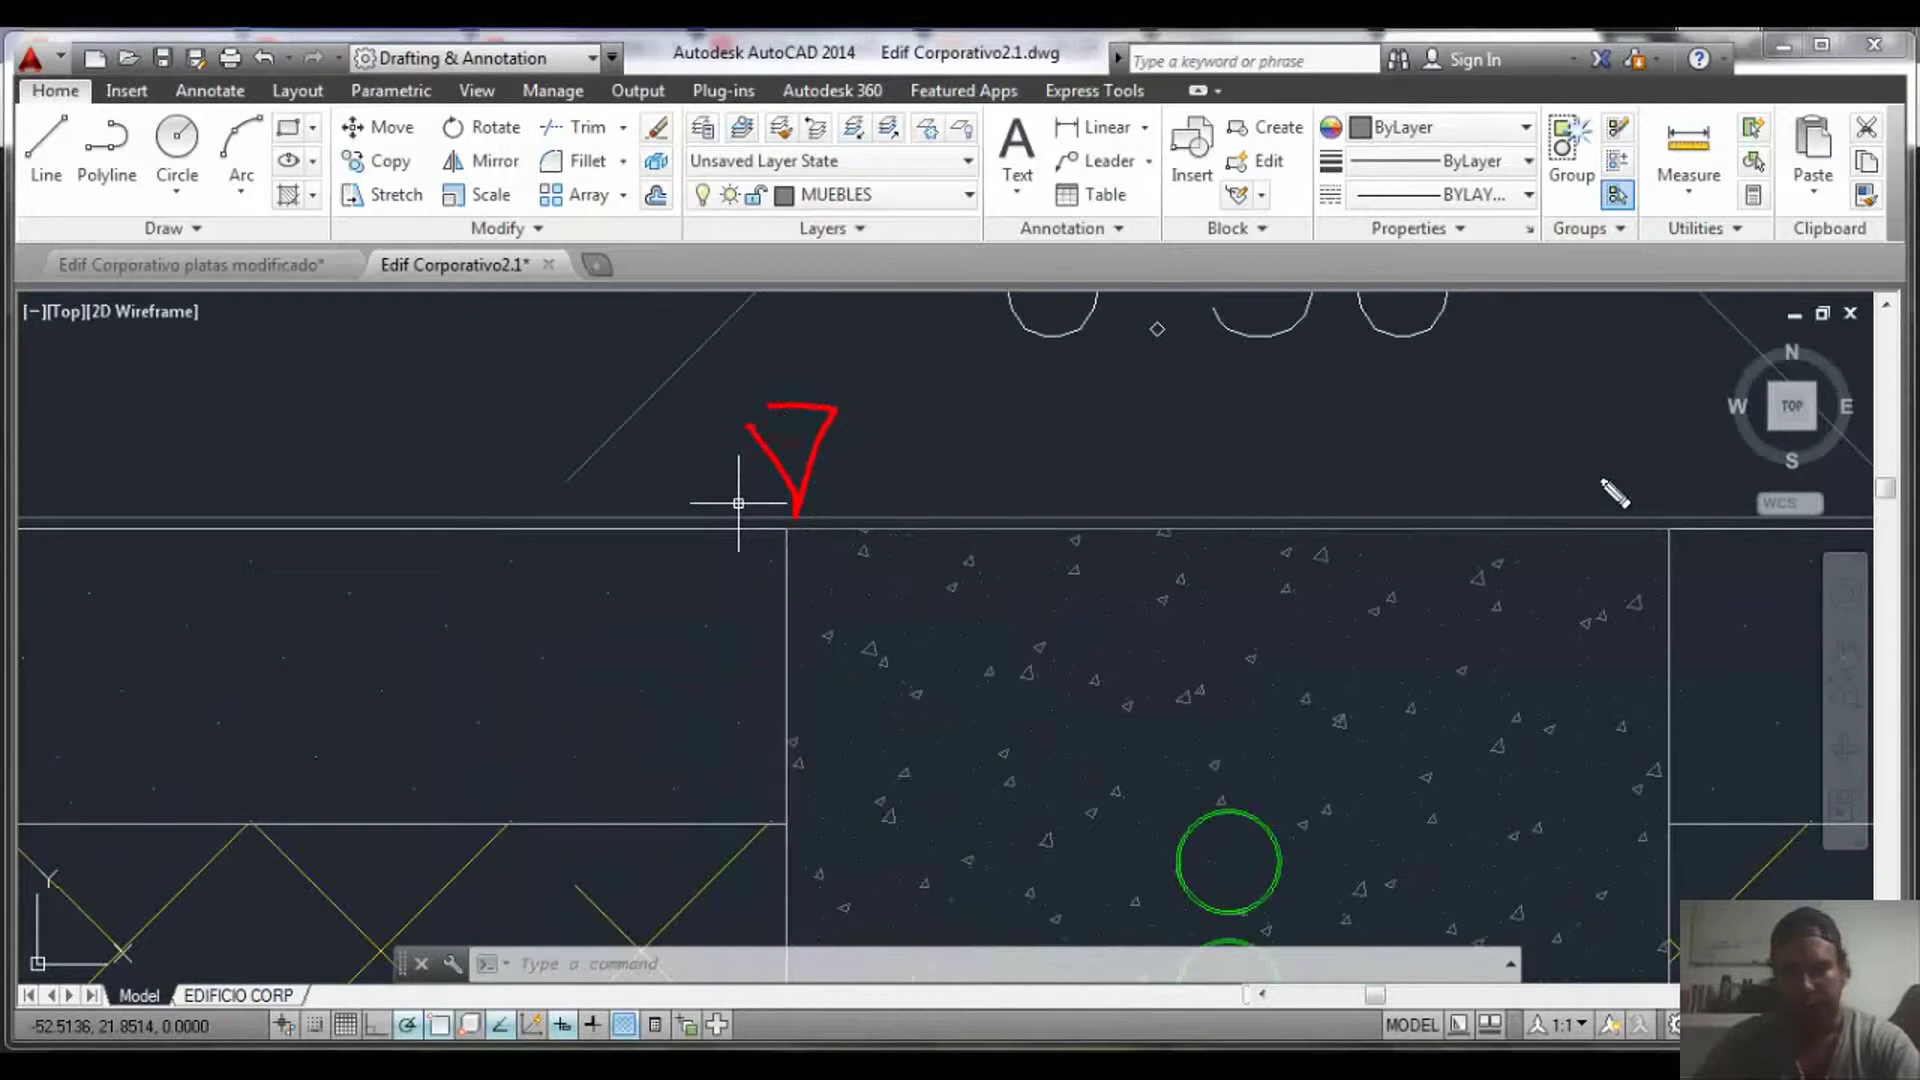 Drafting & Annotation
Autodesk AutoCAD 2014 Edif Corporativo2.1.dwg
Type a keyword or phrase
Sign In
Home Insert Annotate Layout Parametric View Manage Output Plug-ins Autodesk 360 Featured Apps Express Tools
Move Rotate Trim Linear Create ByLayer
Copy Mirror Fillet Unsaved Layer State Leader Edit ByLayer
Line Polyline Circle Arc Text Insert Group Measure Paste
Stretch Scale Array MUEBLES Table BYLAY...
Draw Modify Layers Annotation Block Properties Groups Utilities Clipboard
Edif Corporativo platas modificado* Edif Corporativo2.1*
[−][Top][2D Wireframe]
N
W TOP E
S
WCS
Y
X
Type a command
Model EDIFICIO CORP
-52.5136, 21.8514, 0.0000 MODEL 1:1